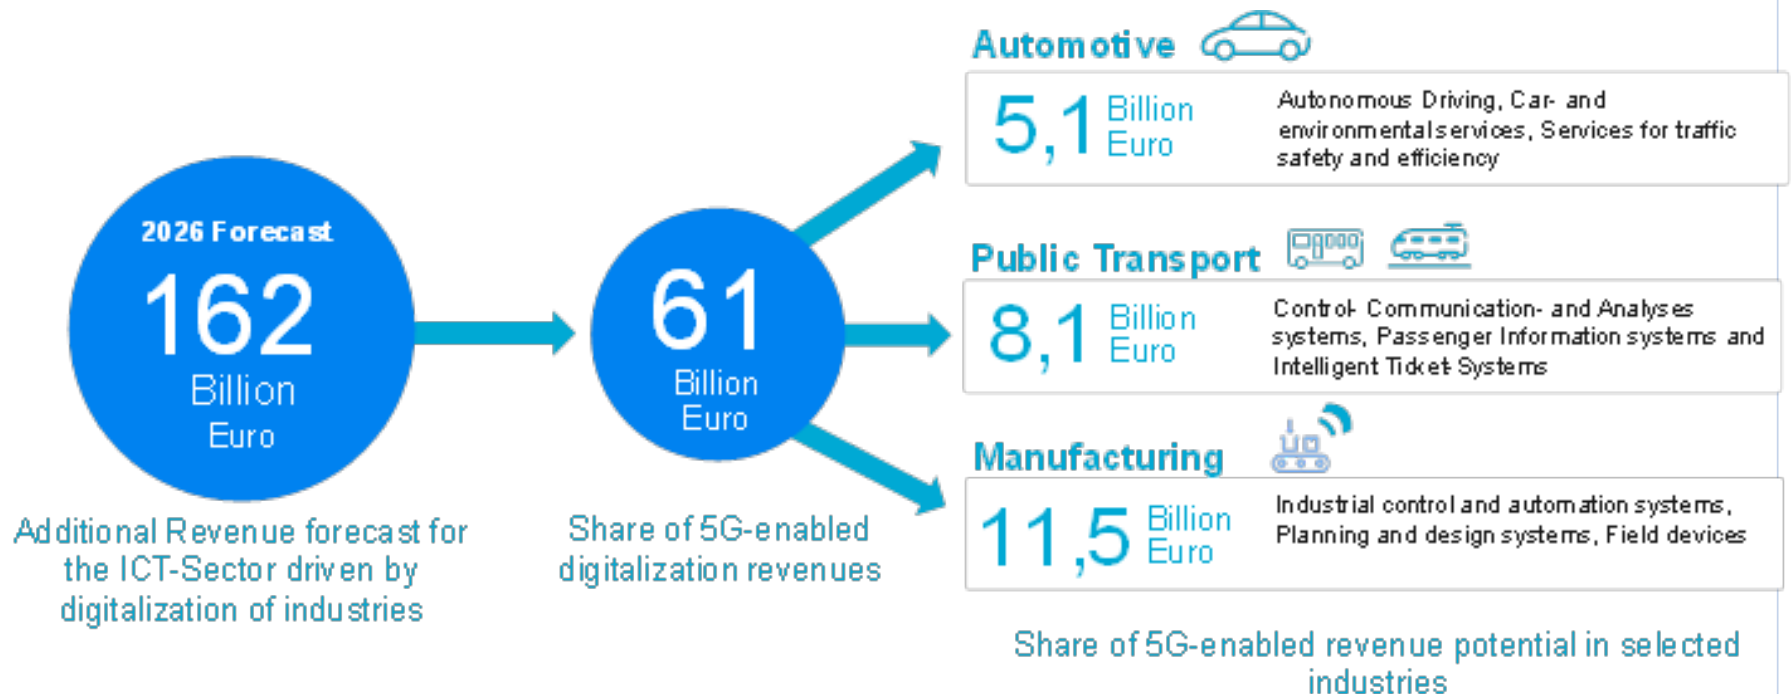 2026 Forecast
162
Billion
Euro
Additional Revenue forecast for
the ICT-Sector driven by
digitalization of industries
61
Billion
Euro
Share of 5G-enabled
digitalization revenues
Automotive
5,1 Billion
Euro
Autonomous Driving, Car- and
environmental services, Services for traffic
safety and efficiency
Public Transport
8,1 Billion
Euro
Control- Communication- and Analyses
systems, Passenger Information systems and
Intelligent Ticket-Systems
Manufacturing
11,5 Billion
Euro
Industrial control and automation systems,
Planning and design systems, Field devices
Share of 5G-enabled revenue potential in selected
industries